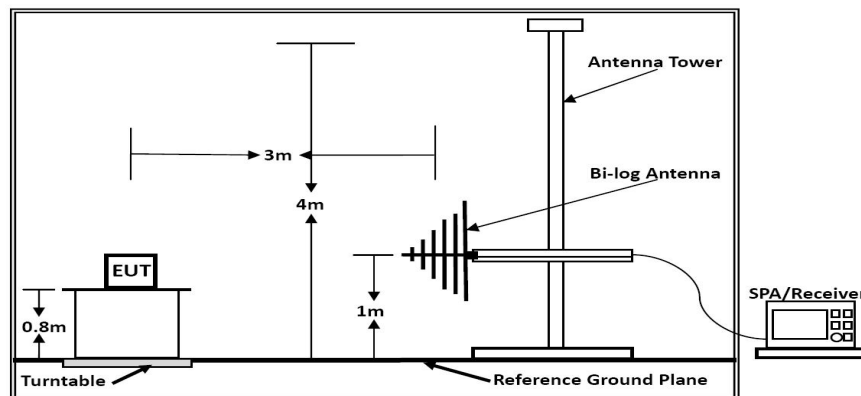 Antenna Tower
3m
Bi-log Antenna
4m
EUT
1m
0.8m
SPA/Receiver
Turntable
Reference Ground Plane